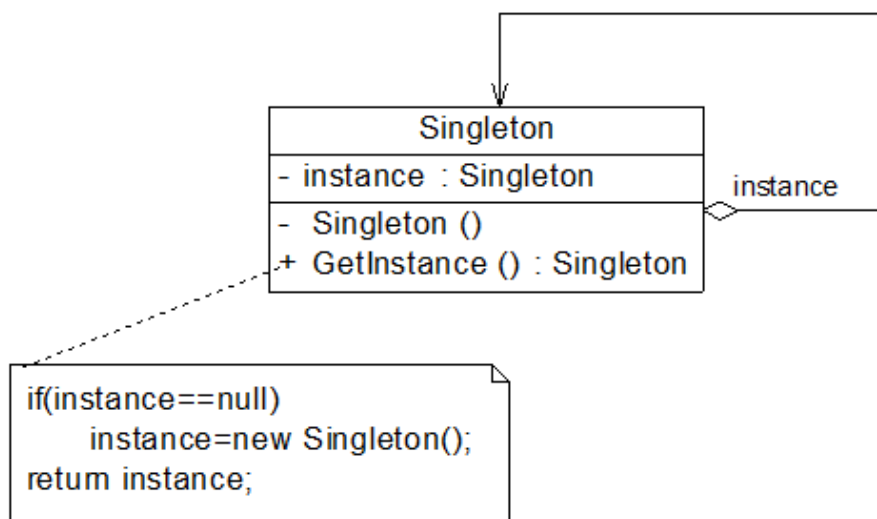 Singleton
- instance : Singleton
instance
- Singleton ()
+ GetInstance () : Singleton
if(instance==null)
instance=new Singleton();
return instance;